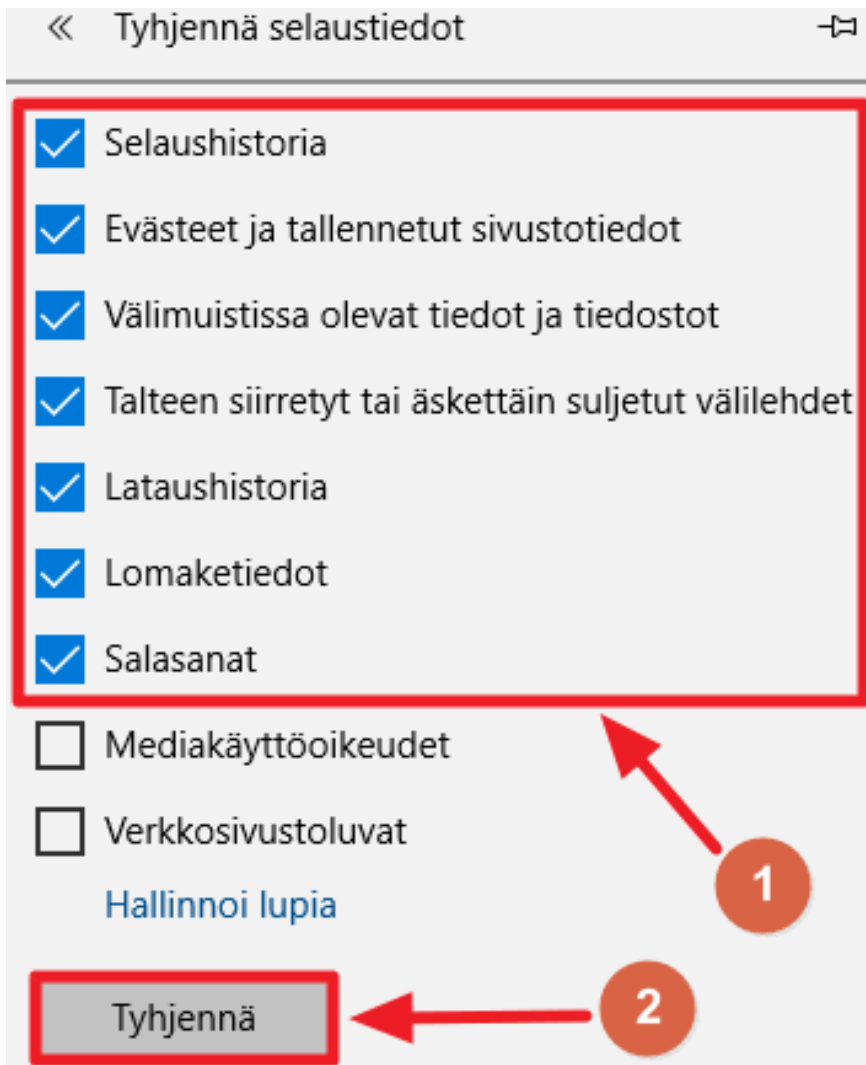 « Tyhjennä selaustiedot
Selaushistoria
Evästeet ja tallennetut sivustotiedot
Välimuistissa olevat tiedot ja tiedostot
Talteen siirretyt tai äskettäin suljetut välilehdet
Lataushistoria
Lomaketiedot
Salasanat
Mediakäyttöoikeudet
Verkkosivustoluvat
1
Hallinnoi lupia
Tyhjennä
2